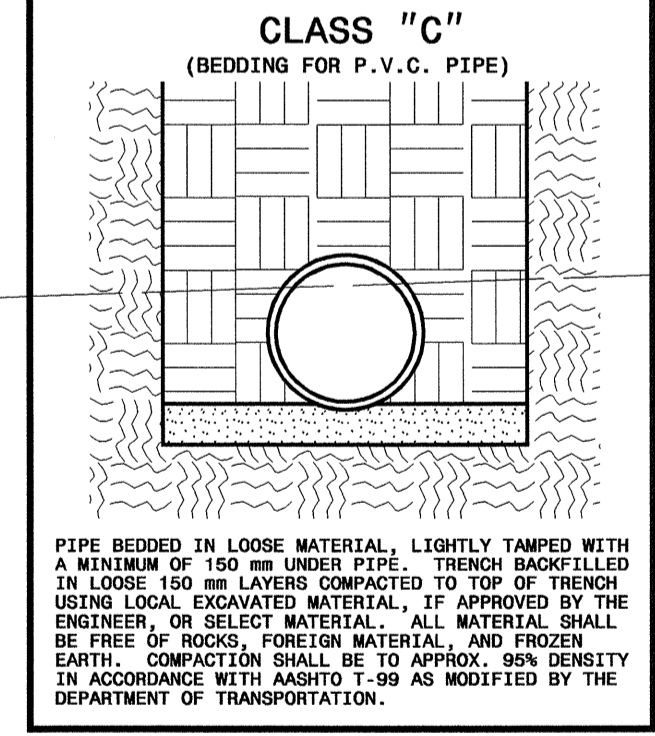 CLASS "C"
(BEDDING FOR P.V.C. PIPE)
PIPE BEDDED IN LOOSE MATERIAL, LIGHTLY TAMPED WITH
A MINIMUM OF 150 mm UNDER PIPE. TRENCH BACKFILLED
IN LOOSE 150 mm LAYERS COMPACTED TO TOP OF TRENCH
USING LOCAL EXCAVATED MATERIAL, IF APPROVED BY THE
ENGINEER, OR SELECT MATERIAL. ALL MATERIAL SHALL
BE FREE OF ROCKS, FOREIGN MATERIAL, AND FROZEN
EARTH. COMPACTION SHALL BE TO APPROX. 95% DENSITY
IN ACCORDANCE WITH AASHTO T-99 AS MODIFIED BY THE
DEPARTMENT OF TRANSPORTATION.